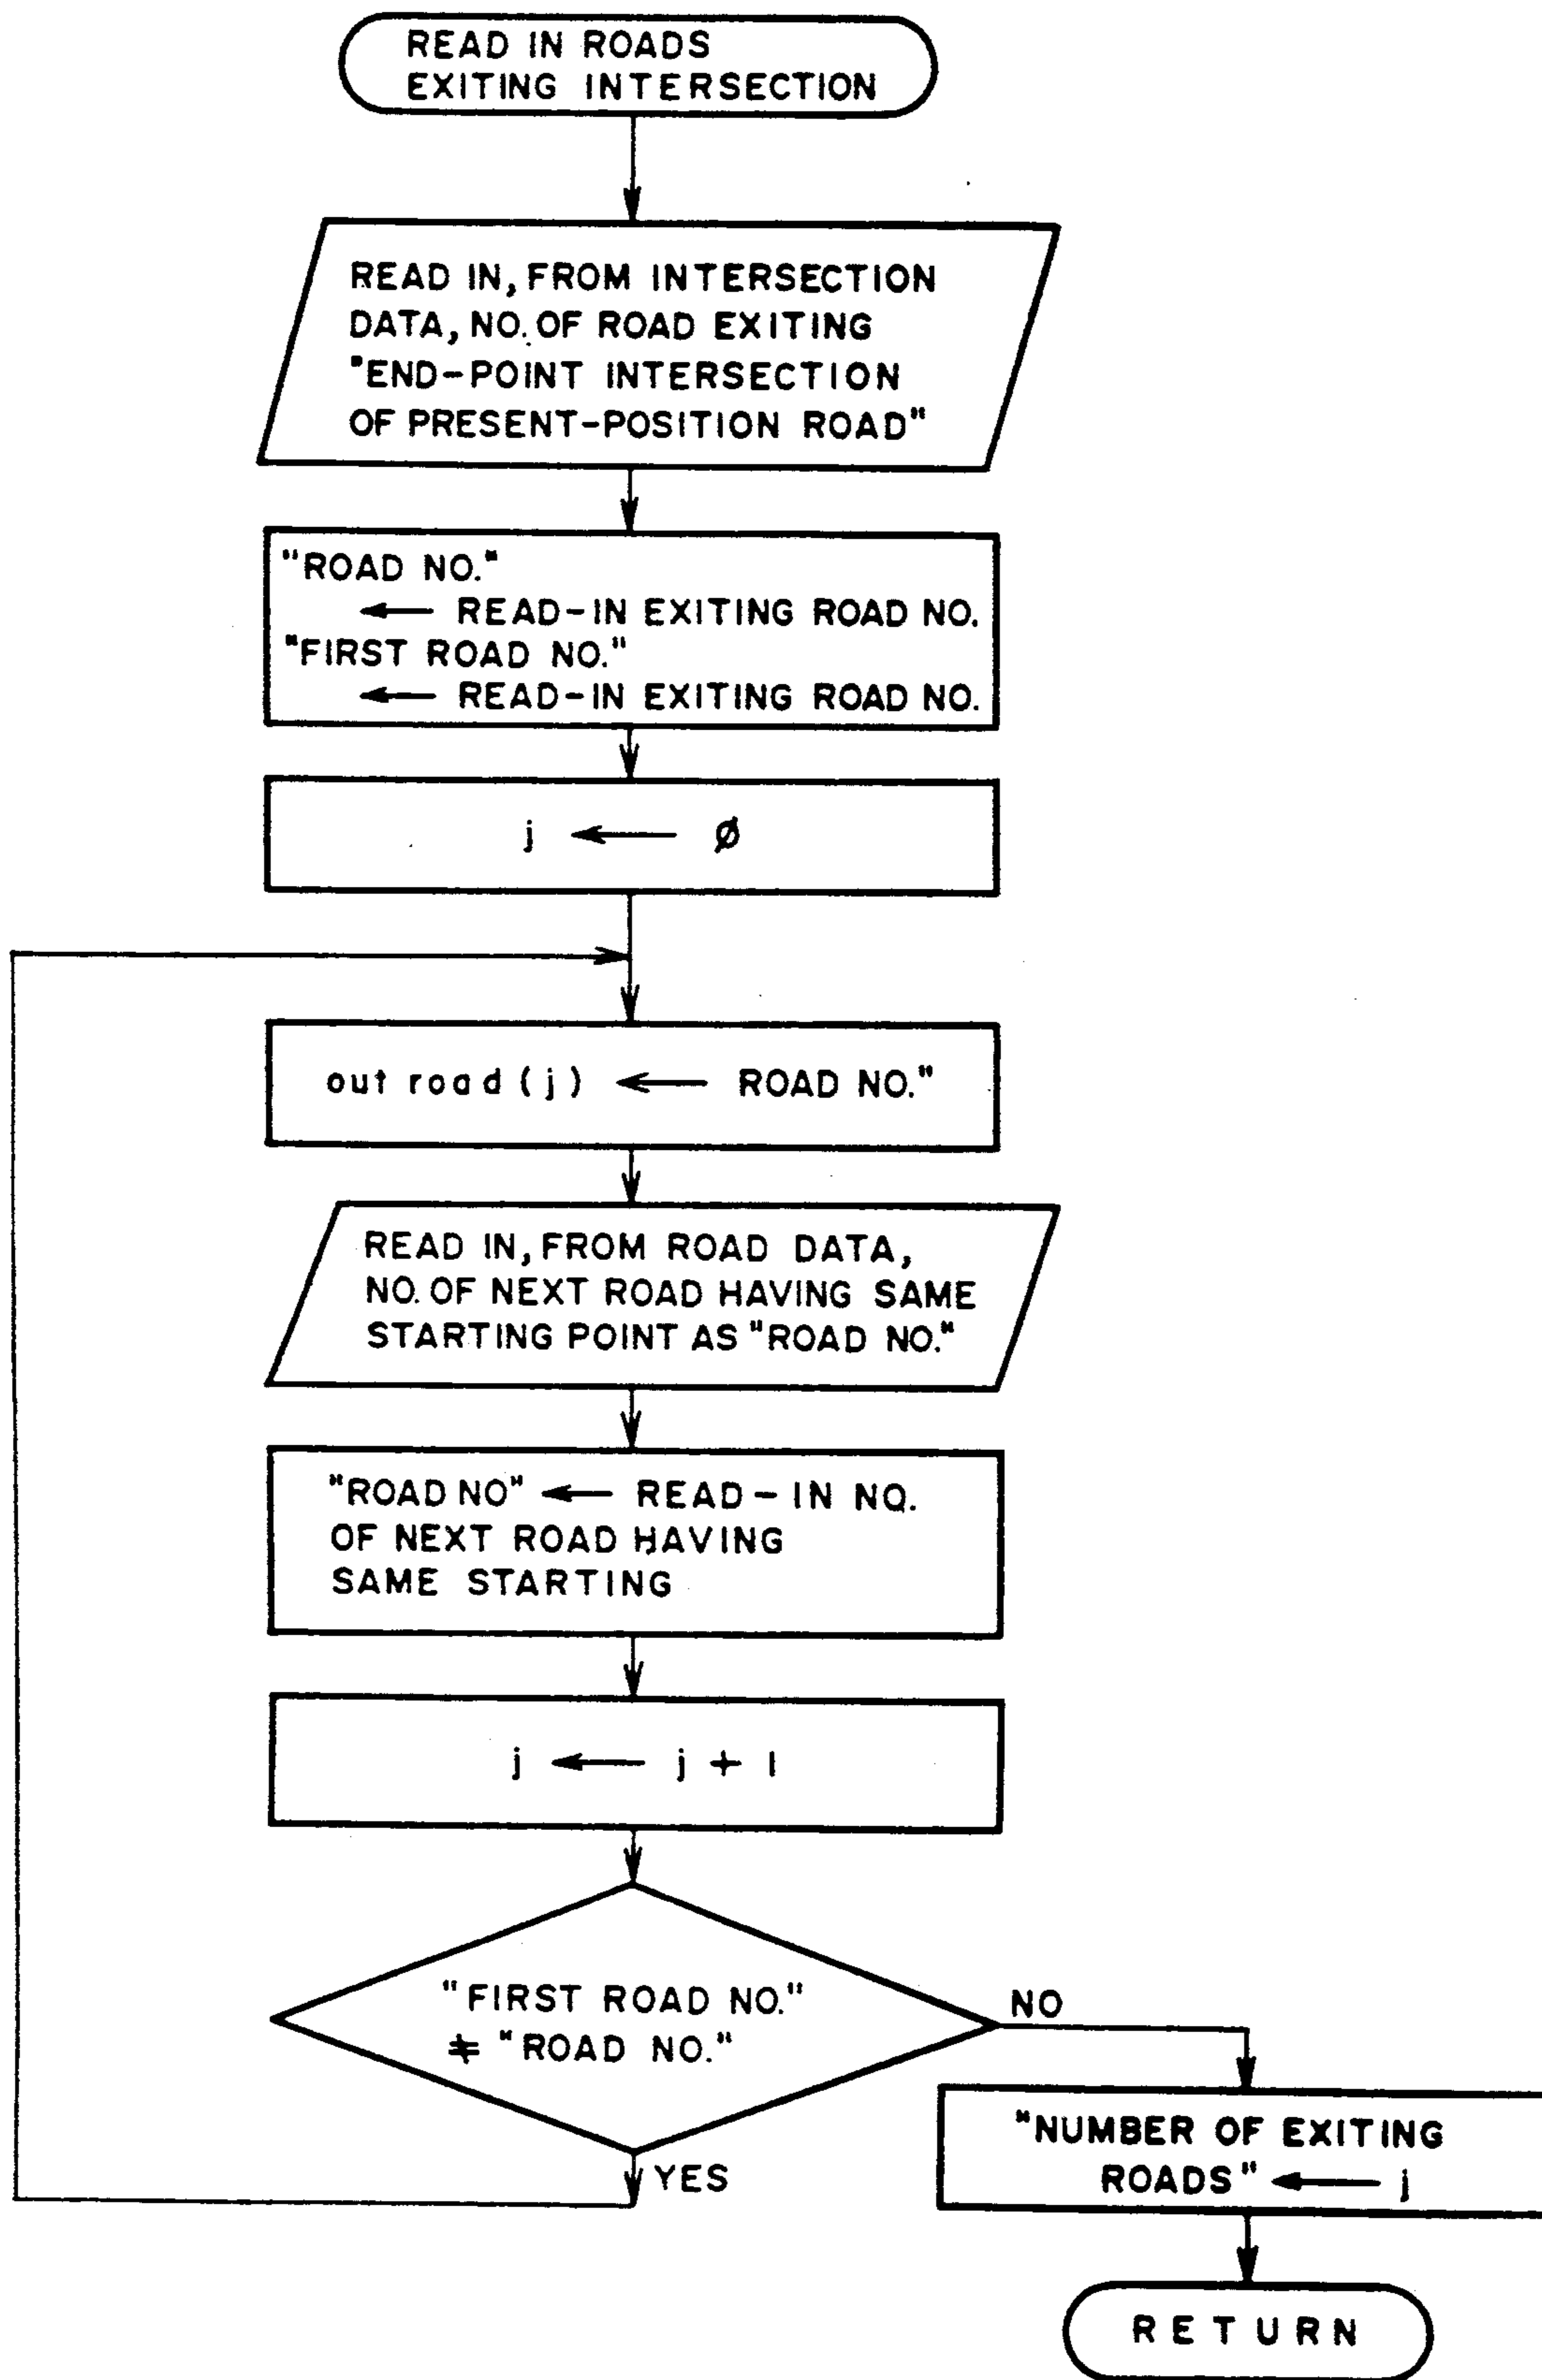 READ IN ROADS
EXITING INTERSECTION
READ IN, FROM INTERSECTION
DATA, NO. OF ROAD EXITING
"END-POINT INTERSECTION
OF PRESENT-POSITION ROAD"
"ROAD NO."
← READ-IN EXITING ROAD NO.
"FIRST ROAD NO."
← READ-IN EXITING ROAD NO.
j ← Ø
out road (j) ← ROAD NO."
READ IN, FROM ROAD DATA,
NO. OF NEXT ROAD HAVING SAME
STARTING POINT AS "ROAD NO."
"ROAD NO" ← READ-IN NO.
OF NEXT ROAD HAVING
SAME STARTING
j ← j + 1
"FIRST ROAD NO."
≠ "ROAD NO."
NO
YES
"NUMBER OF EXITING
ROADS" ← j
RETURN